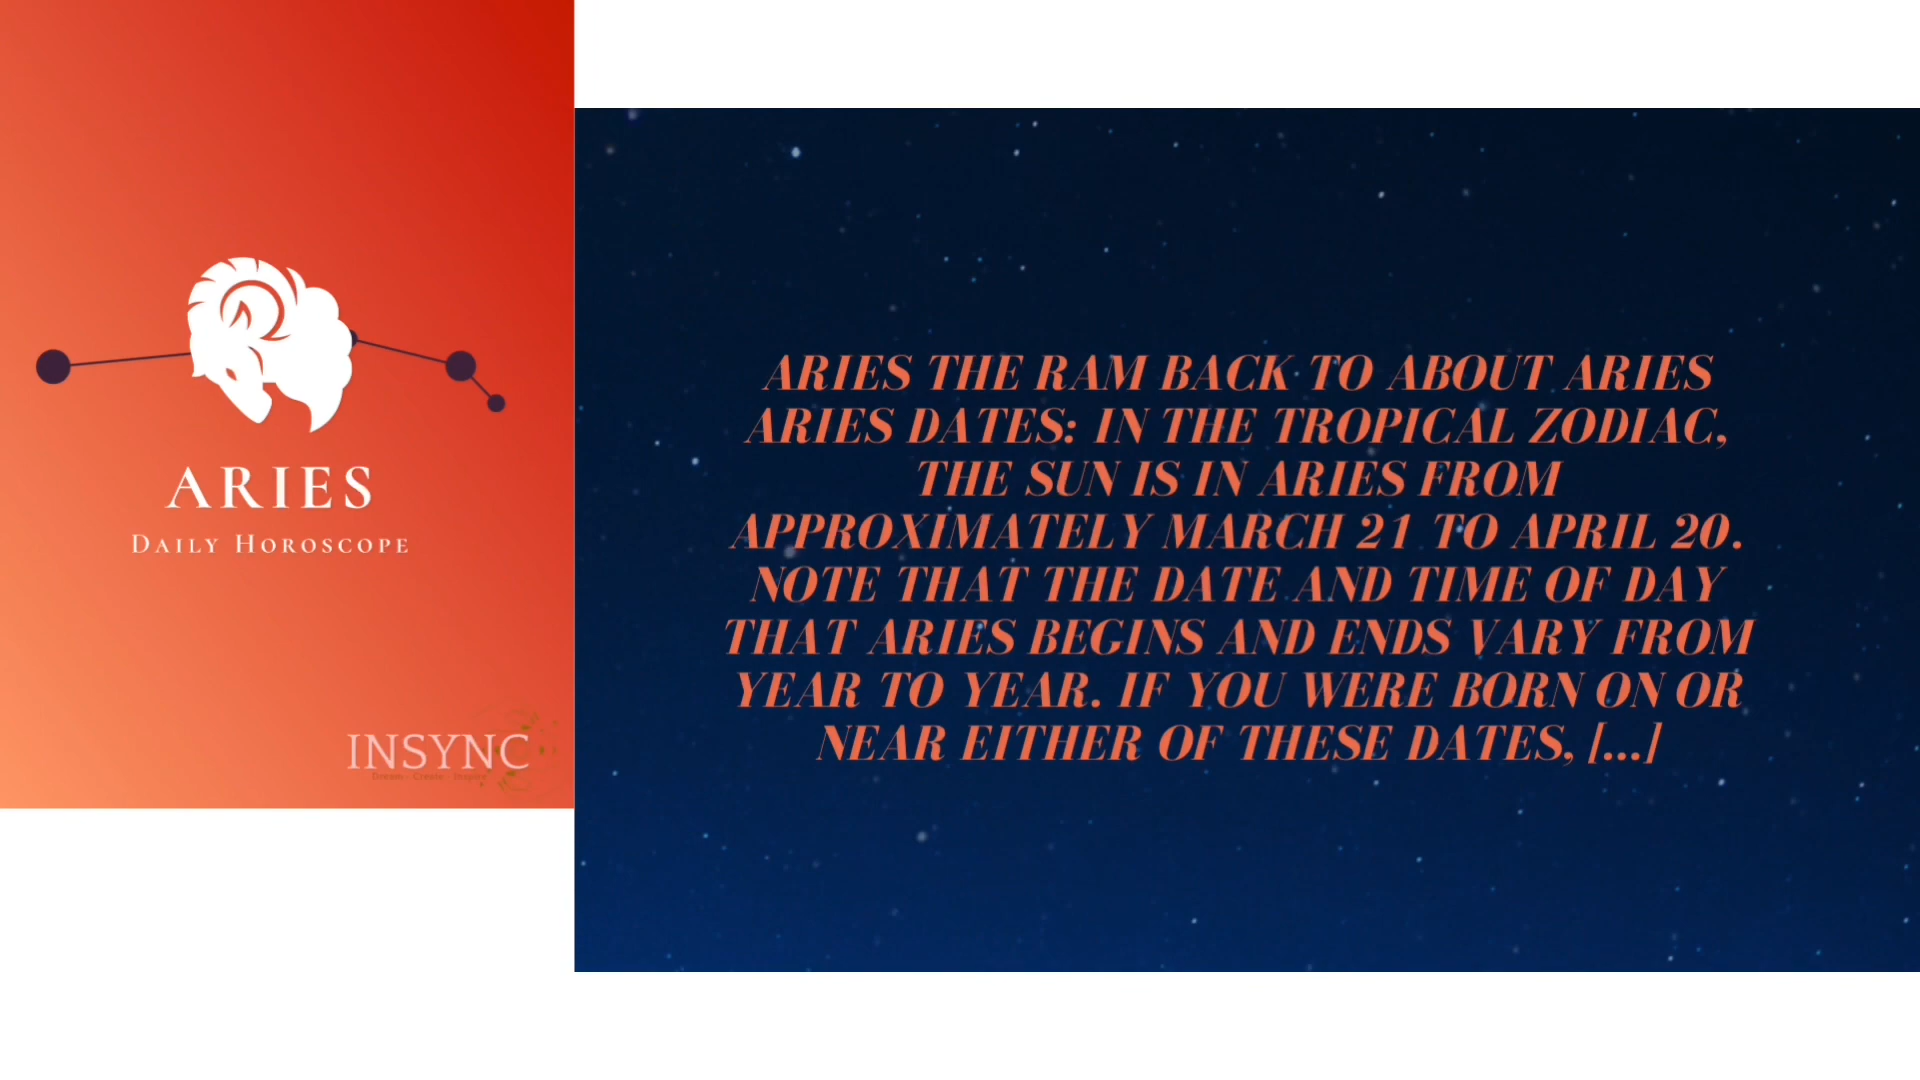 ARIES
DAILY HOROSCOPE
INSYNC
Dream - Create - Inspire
ARIES THE RAM BACK TO ABOUT ARIES
ARIES DATES: IN THE TROPICAL ZODIAC,
THE SUN IS IN ARIES FROM
APPROXIMATELY MARCH 21 TO APRIL 20.
NOTE THAT THE DATE AND TIME OF DAY
THAT ARIES BEGINS AND ENDS VARY FROM
YEAR TO YEAR. IF YOU WERE BORN ON OR
NEAR EITHER OF THESE DATES, [...]